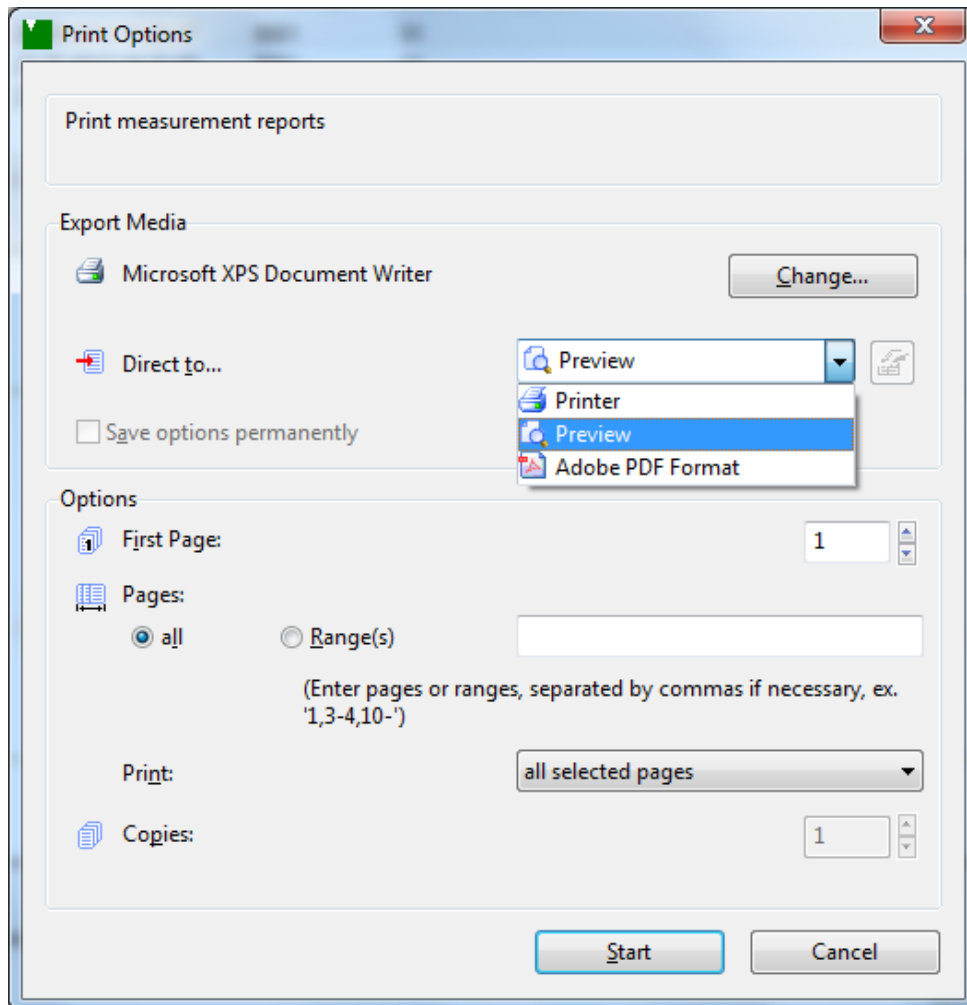 Print Options
Print measurement reports
Export Media
Microsoft XPS Document Writer
Change...
Direct to...
Preview
Printer
Preview
Adobe PDF Format
Save options permanently
Options
First Page:
1
Pages:
all
Range(s)
(Enter pages or ranges, separated by commas if necessary, ex.
'1,3-4,10-')
Print:
all selected pages
Copies:
1
Start
Cancel